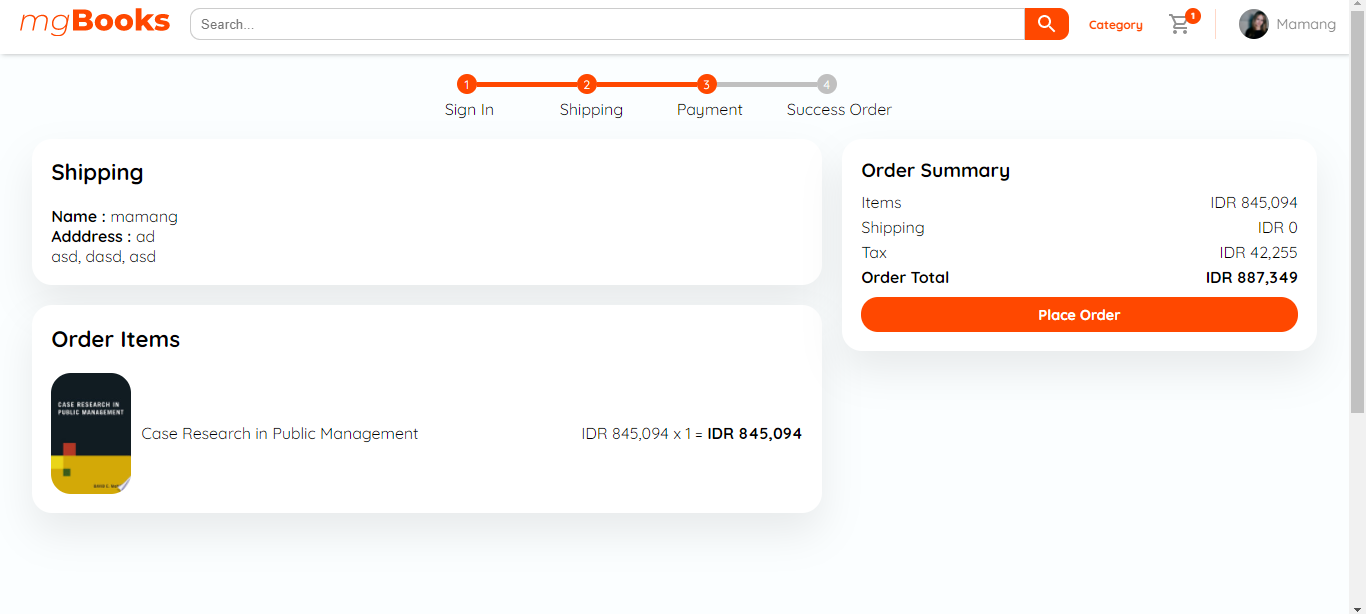 mgBooks
Search...
Category
1
Mamang
1
2
3
4
Sign In
Shipping
Payment
Success Order
Shipping
Name : mamang
Adddress : ad
asd, dasd, asd
Order Items
CASE RESEARCH IN
PUBLIC MANAGEMENT
Case Research in Public Management
IDR 845,094 x 1 = IDR 845,094
Order Summary
Items IDR 845,094
Shipping IDR 0
Tax IDR 42,255
Order Total IDR 887,349
Place Order